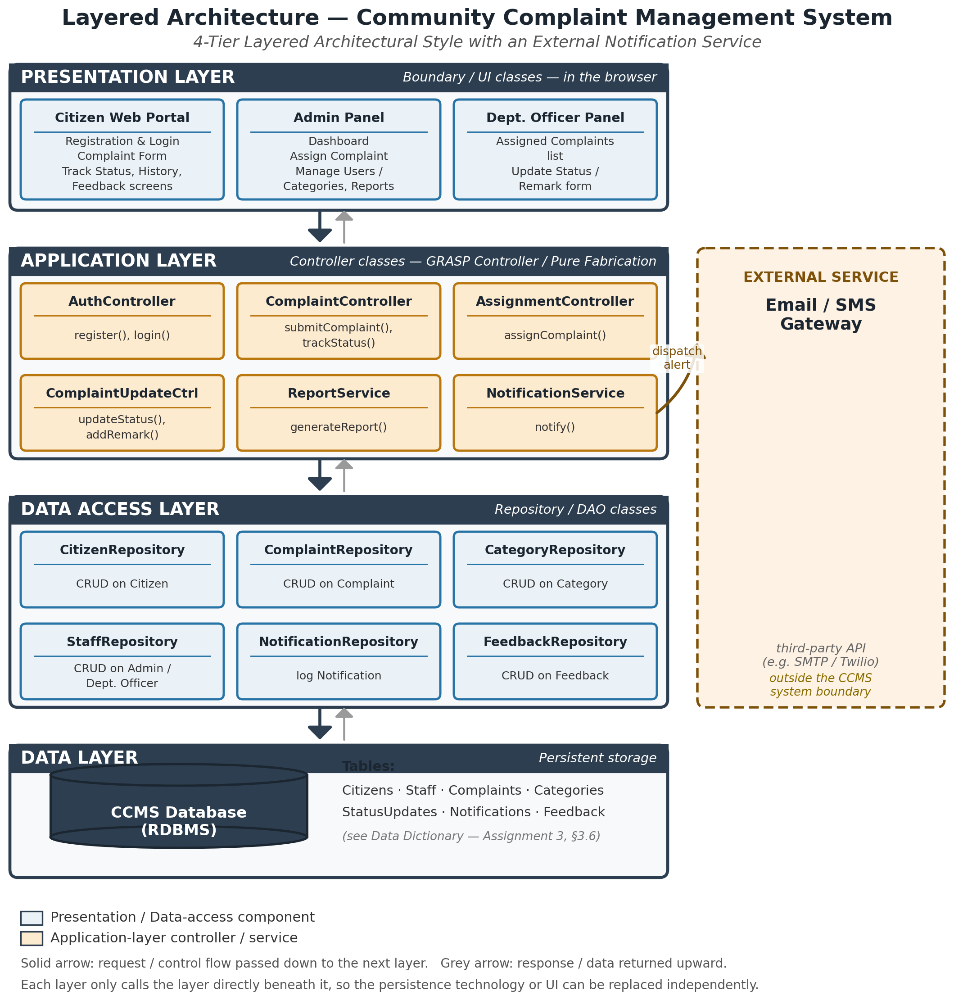 Layered Architecture — Community Complaint Management System
4-Tier Layered Architectural Style with an External Notification Service
PRESENTATION LAYER
Boundary / UI classes — in the browser
Citizen Web Portal
Registration & Login
Complaint Form
Track Status, History,
Feedback screens
Admin Panel
Dashboard
Assign Complaint
Manage Users /
Categories, Reports
Dept. Officer Panel
Assigned Complaints
list
Update Status /
Remark form
APPLICATION LAYER
Controller classes — GRASP Controller / Pure Fabrication
AuthController
register(), login()
ComplaintController
submitComplaint(),
trackStatus()
AssignmentController
assignComplaint()
ComplaintUpdateCtrl
updateStatus(),
addRemark()
ReportService
generateReport()
NotificationService
notify()
dispatch
alert
EXTERNAL SERVICE
Email / SMS
Gateway
third-party API
(e.g. SMTP / Twilio)
outside the CCMS
system boundary
DATA ACCESS LAYER
Repository / DAO classes
CitizenRepository
CRUD on Citizen
ComplaintRepository
CRUD on Complaint
CategoryRepository
CRUD on Category
StaffRepository
CRUD on Admin /
Dept. Officer
NotificationRepository
log Notification
FeedbackRepository
CRUD on Feedback
DATA LAYER
Persistent storage
CCMS Database
(RDBMS)
Tables:
Citizens · Staff · Complaints · Categories
StatusUpdates · Notifications · Feedback
(see Data Dictionary — Assignment 3, §3.6)
Presentation / Data-access component
Application-layer controller / service
Solid arrow: request / control flow passed down to the next layer.   Grey arrow: response / data returned upward.
Each layer only calls the layer directly beneath it, so the persistence technology or UI can be replaced independently.